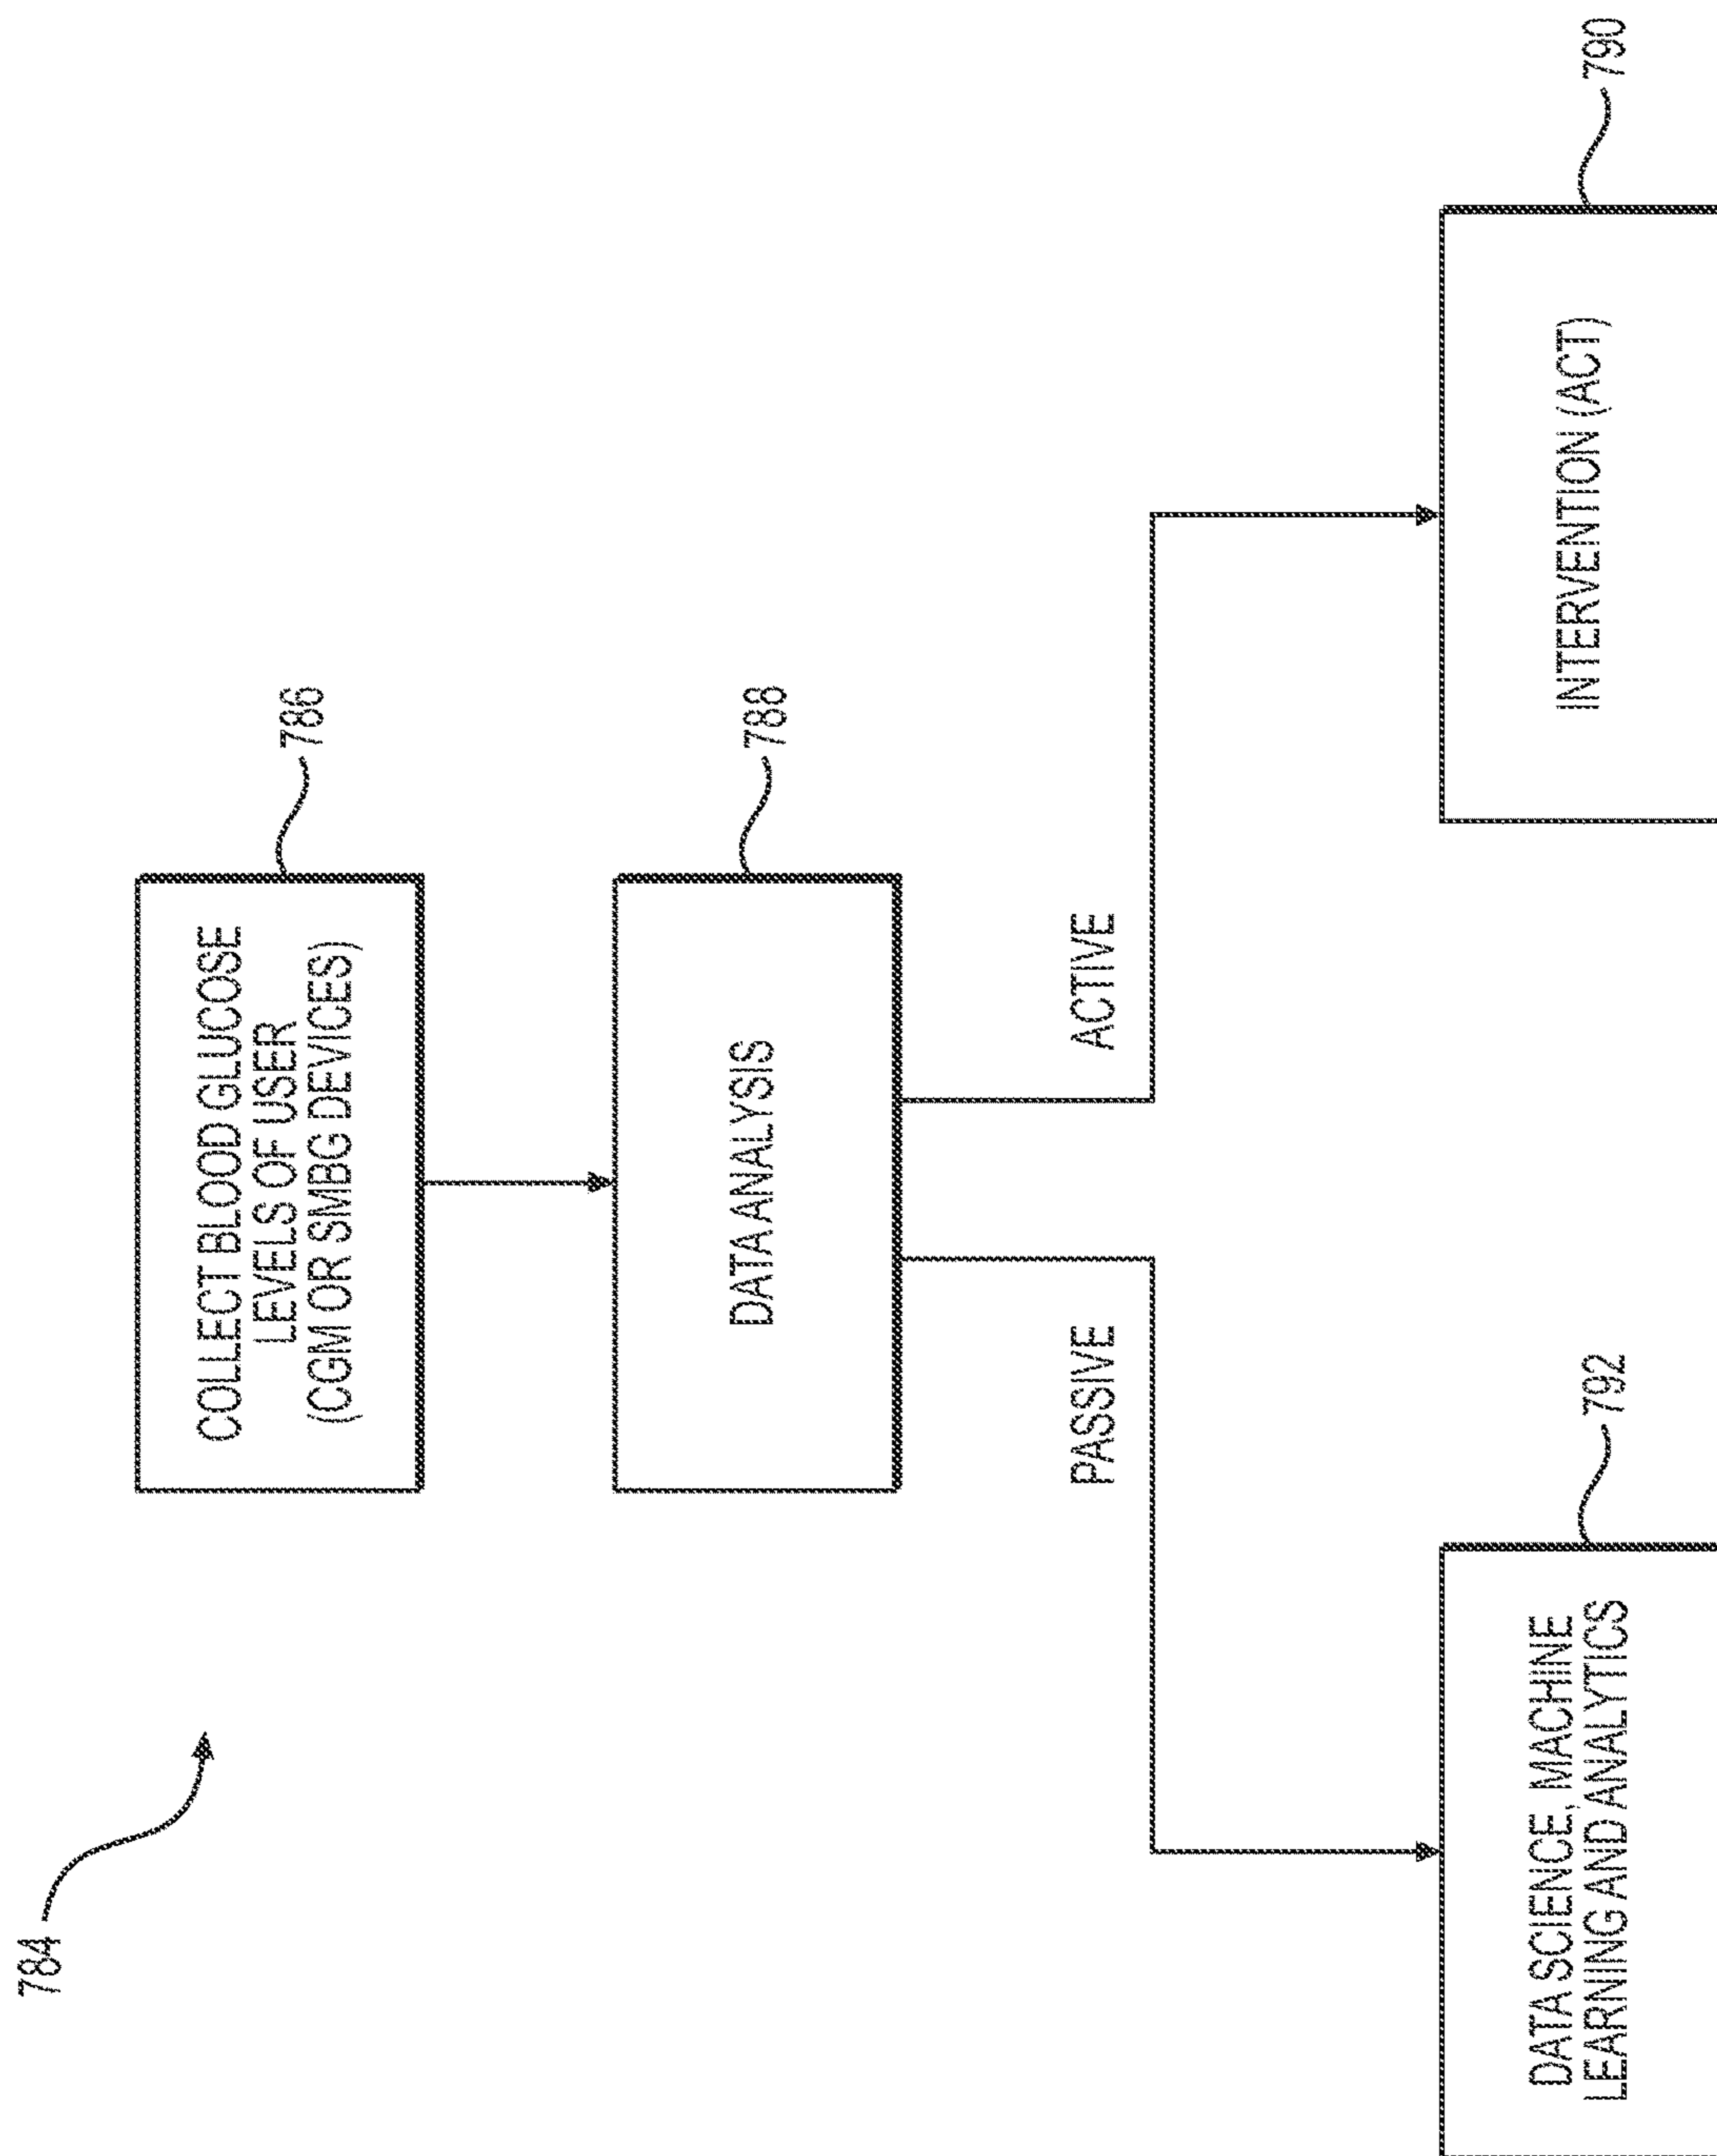 784
COLLECT BLOOD GLUCOSE
LEVELS OF USER
(CGM OR SMBG DEVICES)
786
DATA ANALYSIS
788
PASSIVE
ACTIVE
DATA SCIENCE, MACHINE
LEARNING AND ANALYTICS
792
INTERVENTION (ACT)
790